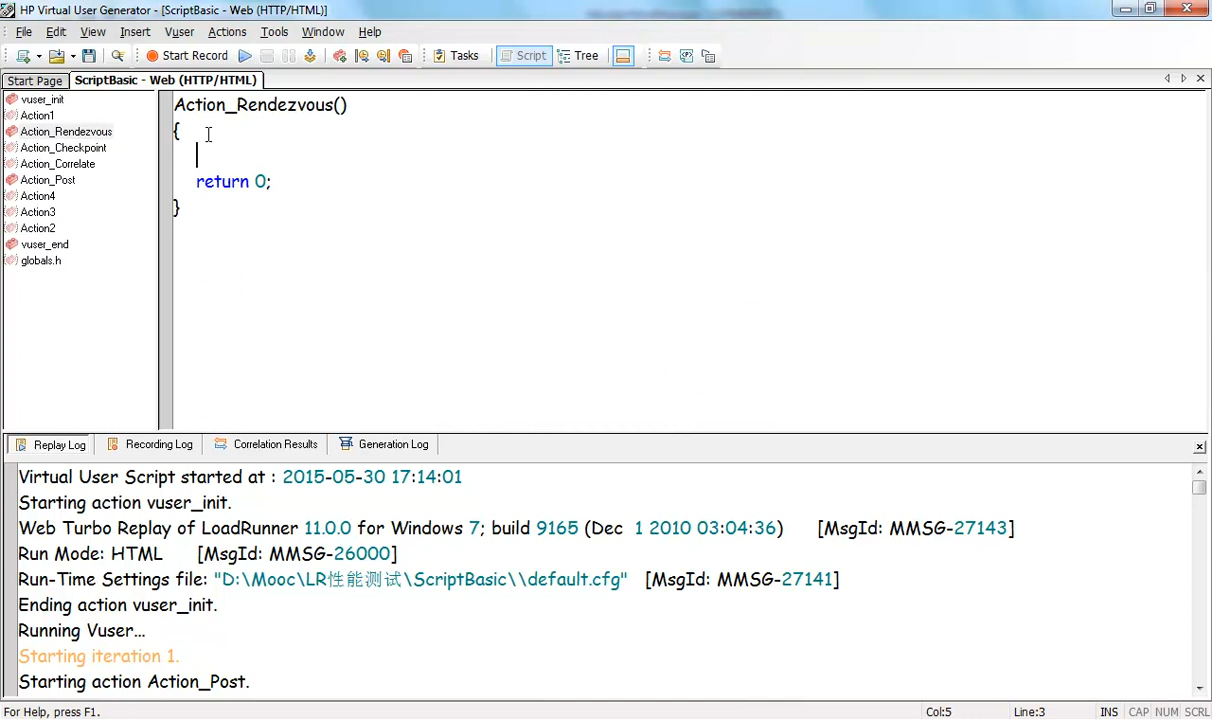 HP Virtual User Generator - [ScriptBasic - Web (HTTP/HTML)]
File Edit View Insert Vuser Actions Tools Window Help
Start Record Tasks Script Tree
Start Page ScriptBasic - Web (HTTP/HTML)
vuser_init
Action1
Action_Rendezvous
Action_Checkpoint
Action_Correlate
Action_Post
Action4
Action3
Action2
vuser_end
globals.h
Action_Rendezvous()
{
return 0;
}
Replay Log Recording Log Correlation Results Generation Log
Virtual User Script started at : 2015-05-30 17:14:01
Starting action vuser_init.
Web Turbo Replay of LoadRunner 11.0.0 for Windows 7; build 9165 (Dec 1 2010 03:04:36) [MsgId: MMSG-27143]
Run Mode: HTML [MsgId: MMSG-26000]
Run-Time Settings file: "D:\Mooc\LR性能测试\ScriptBasic\\default.cfg" [MsgId: MMSG-27141]
Ending action vuser_init.
Running Vuser...
Starting iteration 1.
Starting action Action_Post.
For Help, press F1. Col:5 Line:3 INS CAP NUM SCRL